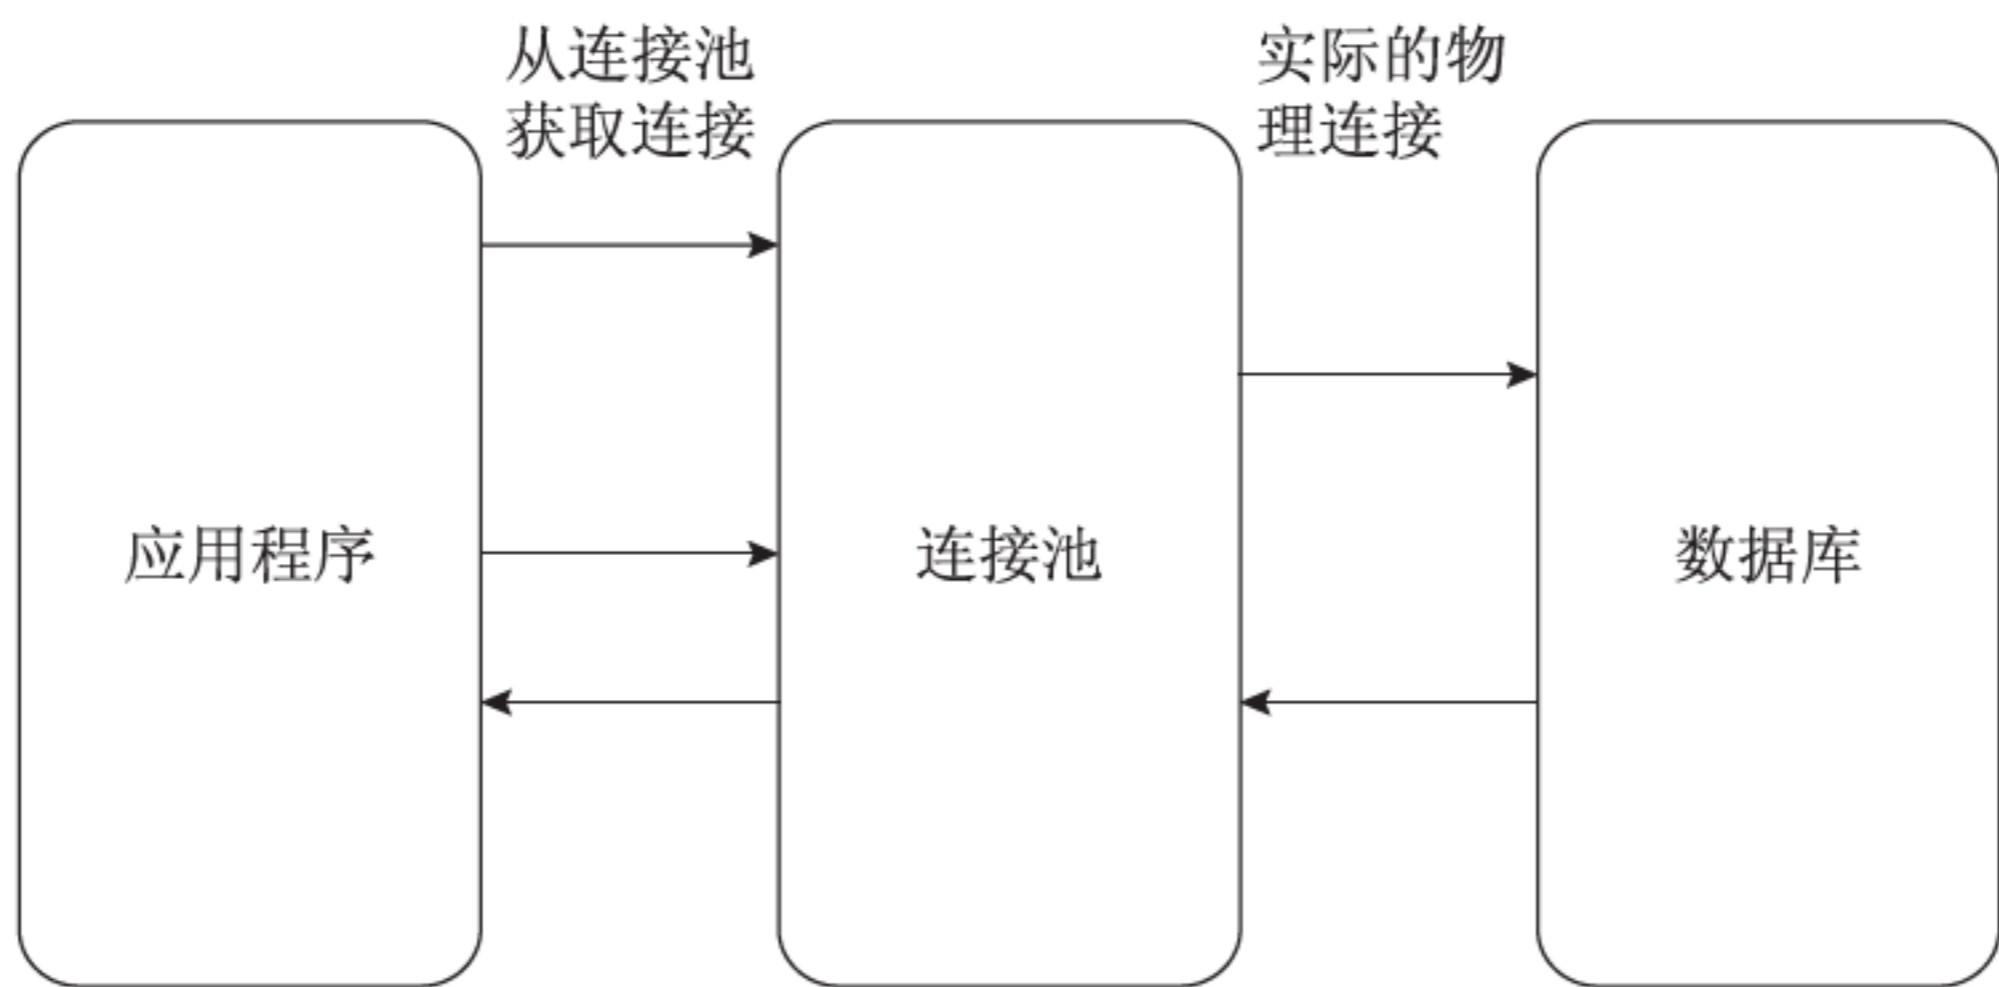 从连接池
获取连接
实际的物
理连接
应用程序
连接池
数据库